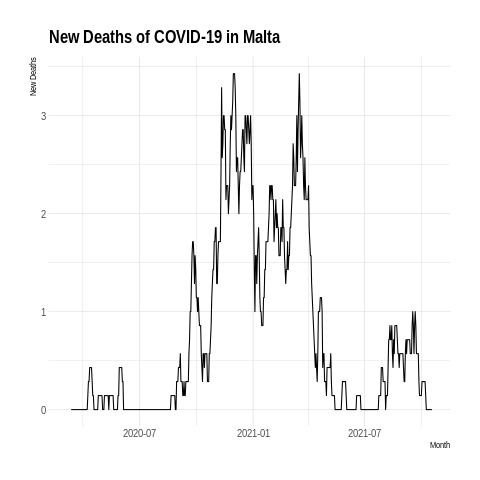 New Deaths of COVID-19 in Malta
New Deaths
3
2
1
0
2020-07
2021-01
2021-07
Month